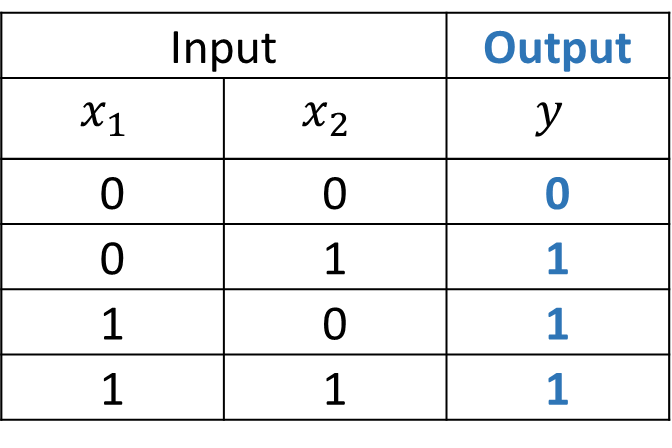 Input Output
x₁ x₂ y
0 0 0
0 1 1
1 0 1
1 1 1